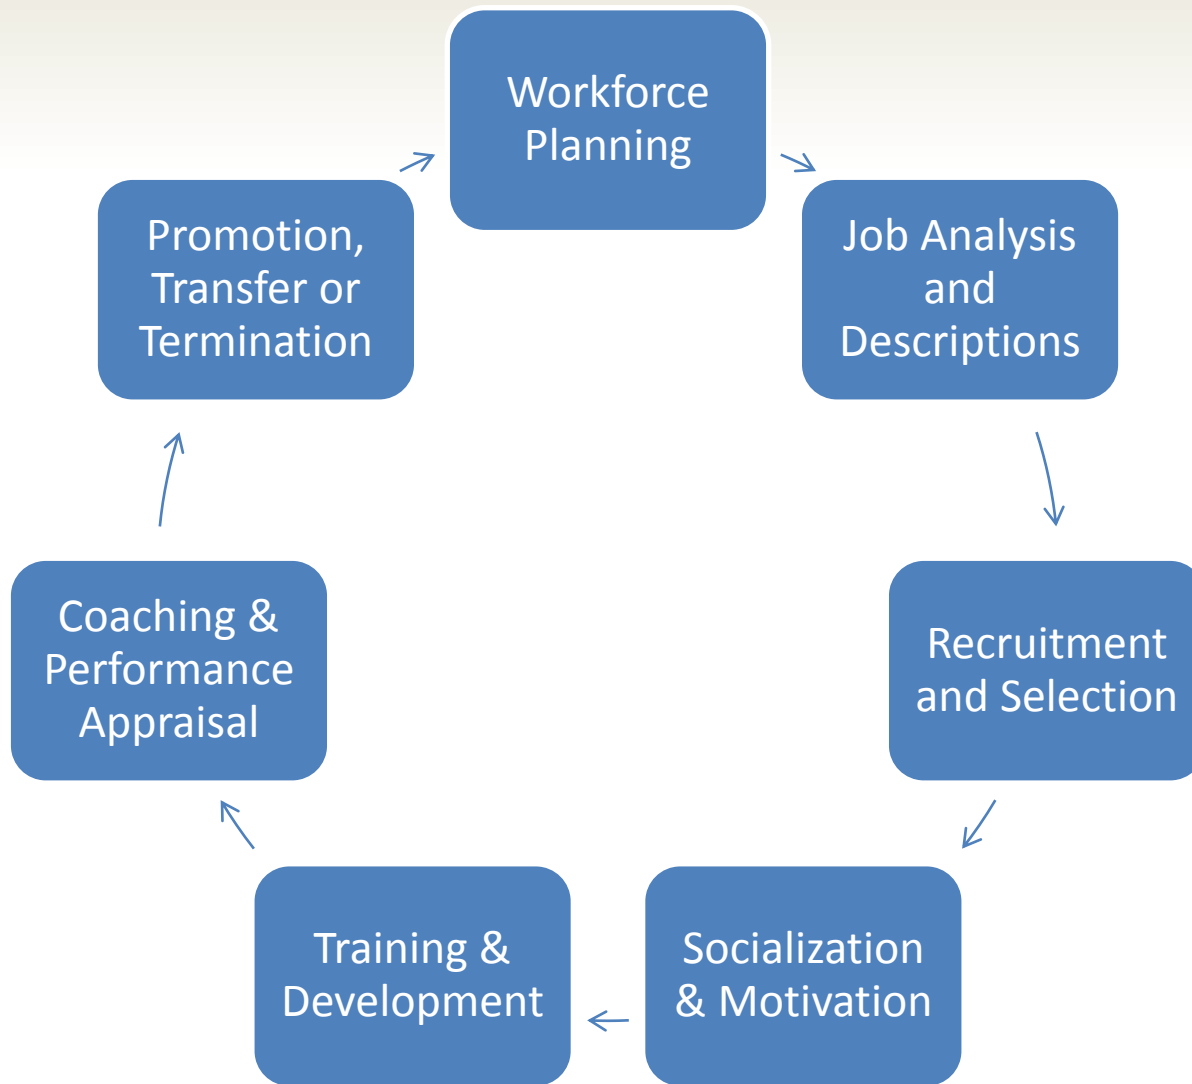 Workforce
Planning
Job Analysis
and
Descriptions
Recruitment
and Selection
Socialization
& Motivation
Training &
Development
Coaching &
Performance
Appraisal
Promotion,
Transfer or
Termination